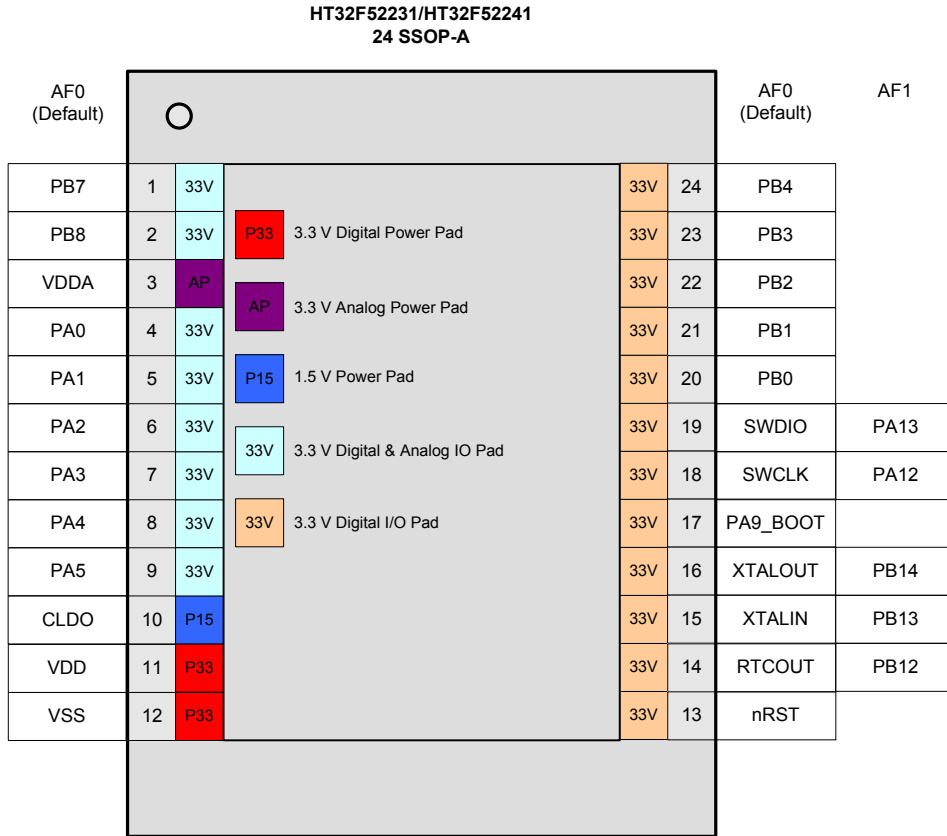 HT32F52231/HT32F52241
24 SSOP-A
AF0
(Default)
AF0
(Default)
AF1
PB7 1 33V 33V 24 PB4
PB8 2 33V P33 3.3 V Digital Power Pad 33V 23 PB3
VDDA 3 AP AP 3.3 V Analog Power Pad 33V 22 PB2
PA0 4 33V 33V 21 PB1
PA1 5 33V P15 1.5 V Power Pad 33V 20 PB0
PA2 6 33V 33V 3.3 V Digital & Analog IO Pad 33V 19 SWDIO PA13
PA3 7 33V 33V 18 SWCLK PA12
PA4 8 33V 33V 3.3 V Digital I/O Pad 33V 17 PA9_BOOT
PA5 9 33V 33V 16 XTALOUT PB14
CLDO 10 P15 33V 15 XTALIN PB13
VDD 11 P33 33V 14 RTCOUT PB12
VSS 12 P33 33V 13 nRST